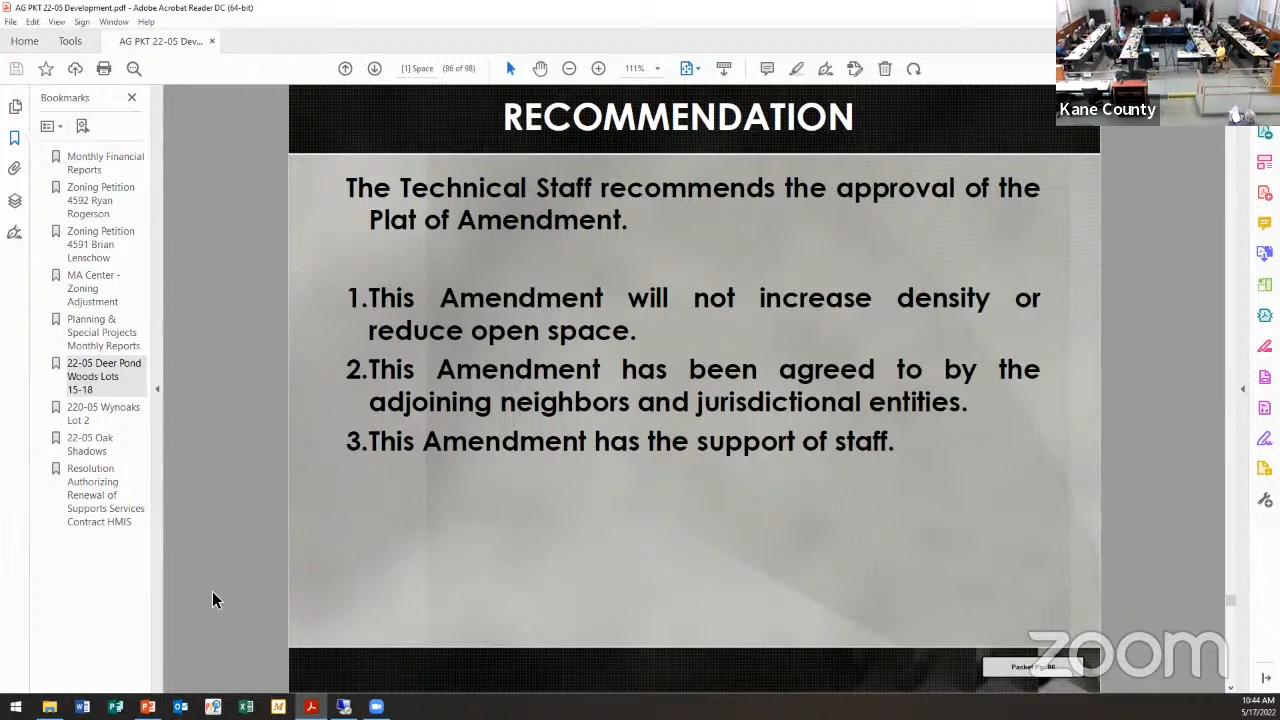 AG PKT 22-05 Development.pdf - Adobe Acrobat Reader DC (64-bit)
File Edit View Sign Window Help
Home Tools AG PKT 22-05 Dev... ×
[1] Space (86 of 98) 111%
Kane County
Bookmarks
Monthly Financial
Reports
Zoning Petition
4592 Ryan
Rogerson
Zoning Petition
4591 Brian
Lenschow
MA Center -
Zoning
Adjustment
Planning &
Special Projects
Monthly Reports
22-05 Deer Pond
Woods Lots
15-18
220-05 Wynoaks
Lot 2
22-05 Oak
Shadows
Resolution
Authorizing
Renewal of
Supports Services
Contract HMIS
RECOMMENDATION
The Technical Staff recommends the approval of the
Plat of Amendment.
1.This Amendment will not increase density or
reduce open space.
2.This Amendment has been agreed to by the
adjoining neighbors and jurisdictional entities.
3.This Amendment has the support of staff.
zoom
Packet Pg. 86
10:44 AM
5/17/2022